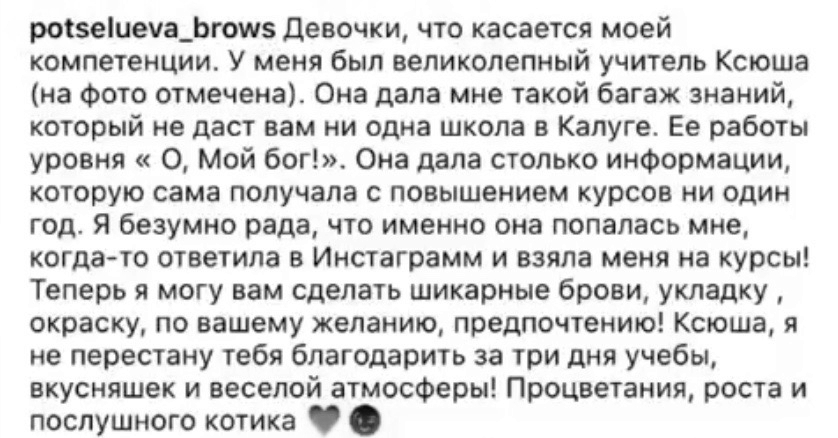 potselueva_brows Девочки, что касается моей
компетенции. У меня был великолепный учитель Ксюша
(на фото отмечена). Она дала мне такой багаж знаний,
который не даст вам ни одна школа в Калуге. Ее работы
уровня « О, Мой бог!». Она дала столько информации,
которую сама получала с повышением курсов ни один
год. Я безумно рада, что именно она попалась мне,
когда-то ответила в Инстаграмм и взяла меня на курсы!
Теперь я могу вам сделать шикарные брови, укладку ,
окраску, по вашему желанию, предпочтению! Ксюша, я
не перестану тебя благодарить за три дня учебы,
вкусняшек и веселой атмосферы! Процветания, роста и
послушного котика